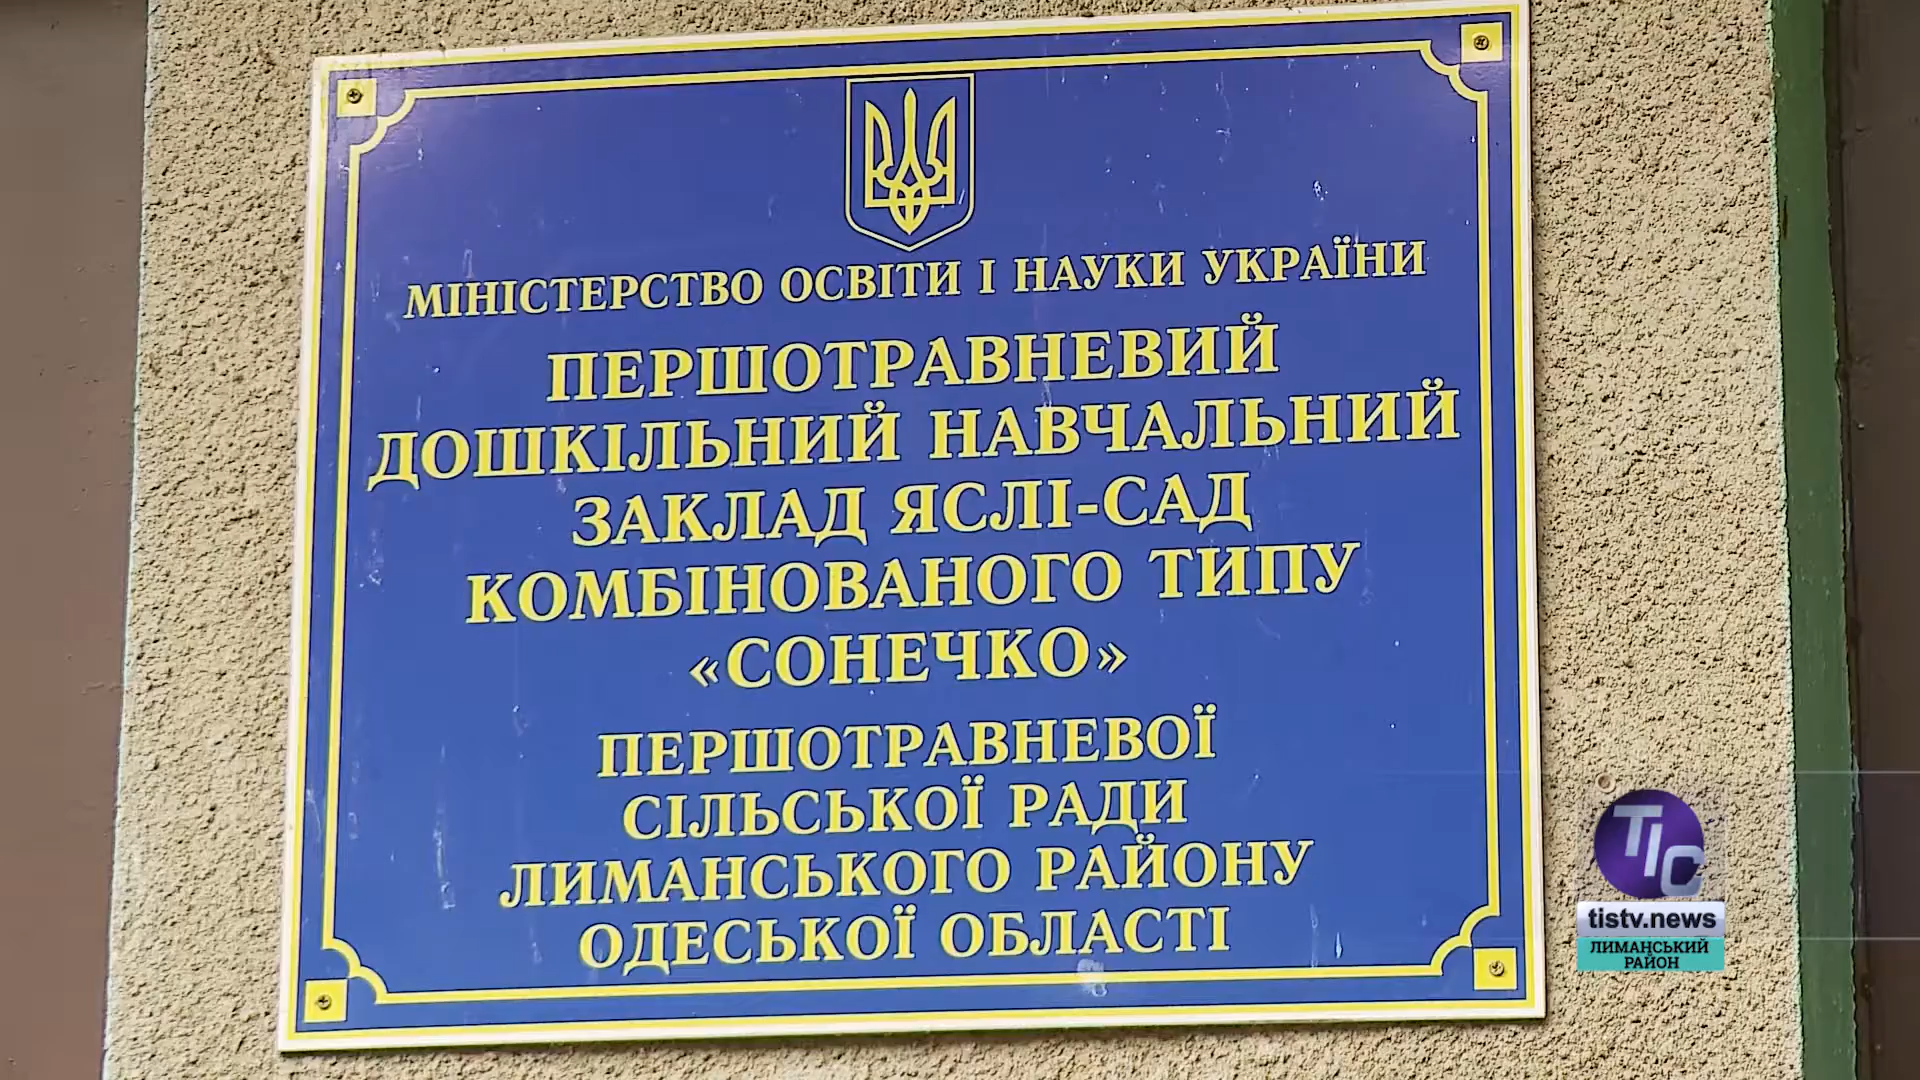 МІНІСТЕРСТВО ОСВІТИ І НАУКИ УКРАЇНИ
ПЕРШОТРАВНЕВИЙ
ДОШКІЛЬНИЙ НАВЧАЛЬНИЙ
ЗАКЛАД ЯСЛІ-САД
КОМБІНОВАНОГО ТИПУ
«СОНЕЧКО»
ПЕРШОТРАВНЕВОЇ
СІЛЬСЬКОЇ РАДИ
ЛИМАНСЬКОГО РАЙОНУ
ОДЕСЬКОЇ ОБЛАСТІ
ТІС
tistv.news
ЛИМАНСЬКИЙ
РАЙОН